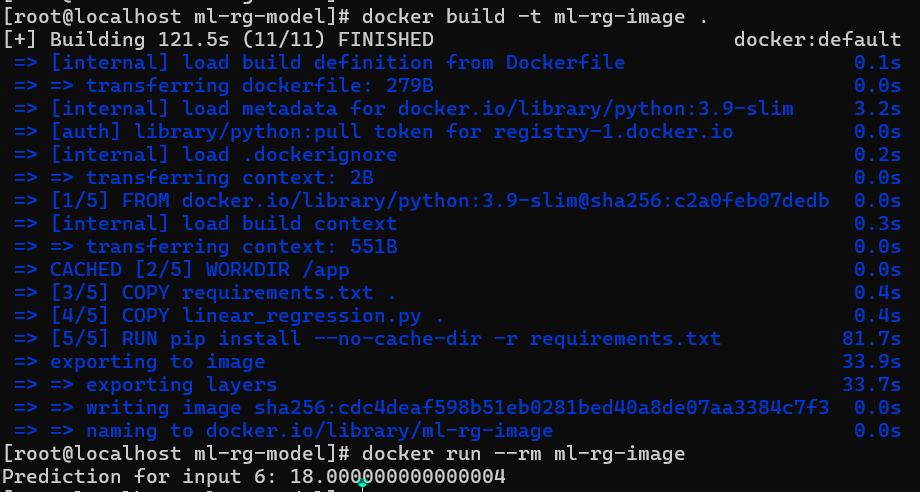 [root@localhost ml-rg-model]# docker build -t ml-rg-image .
[+] Building 121.5s (11/11) FINISHED docker:default
=> [internal] load build definition from Dockerfile 0.1s
=> => transferring dockerfile: 279B 0.0s
=> [internal] load metadata for docker.io/library/python:3.9-slim 3.2s
=> [auth] library/python:pull token for registry-1.docker.io 0.0s
=> [internal] load .dockerignore 0.2s
=> => transferring context: 2B 0.0s
=> [1/5] FROM docker.io/library/python:3.9-slim@sha256:c2a0feb07dedb 0.0s
=> [internal] load build context 0.3s
=> => transferring context: 551B 0.0s
=> CACHED [2/5] WORKDIR /app 0.0s
=> [3/5] COPY requirements.txt . 0.4s
=> [4/5] COPY linear_regression.py . 0.4s
=> [5/5] RUN pip install --no-cache-dir -r requirements.txt 81.7s
=> exporting to image 33.9s
=> => exporting layers 33.7s
=> => writing image sha256:cdc4deaf598b51eb0281bed40a8de07aa3384c7f3 0.0s
=> => naming to docker.io/library/ml-rg-image 0.0s
[root@localhost ml-rg-model]# docker run --rm ml-rg-image
Prediction for input 6: 18.000000000000004